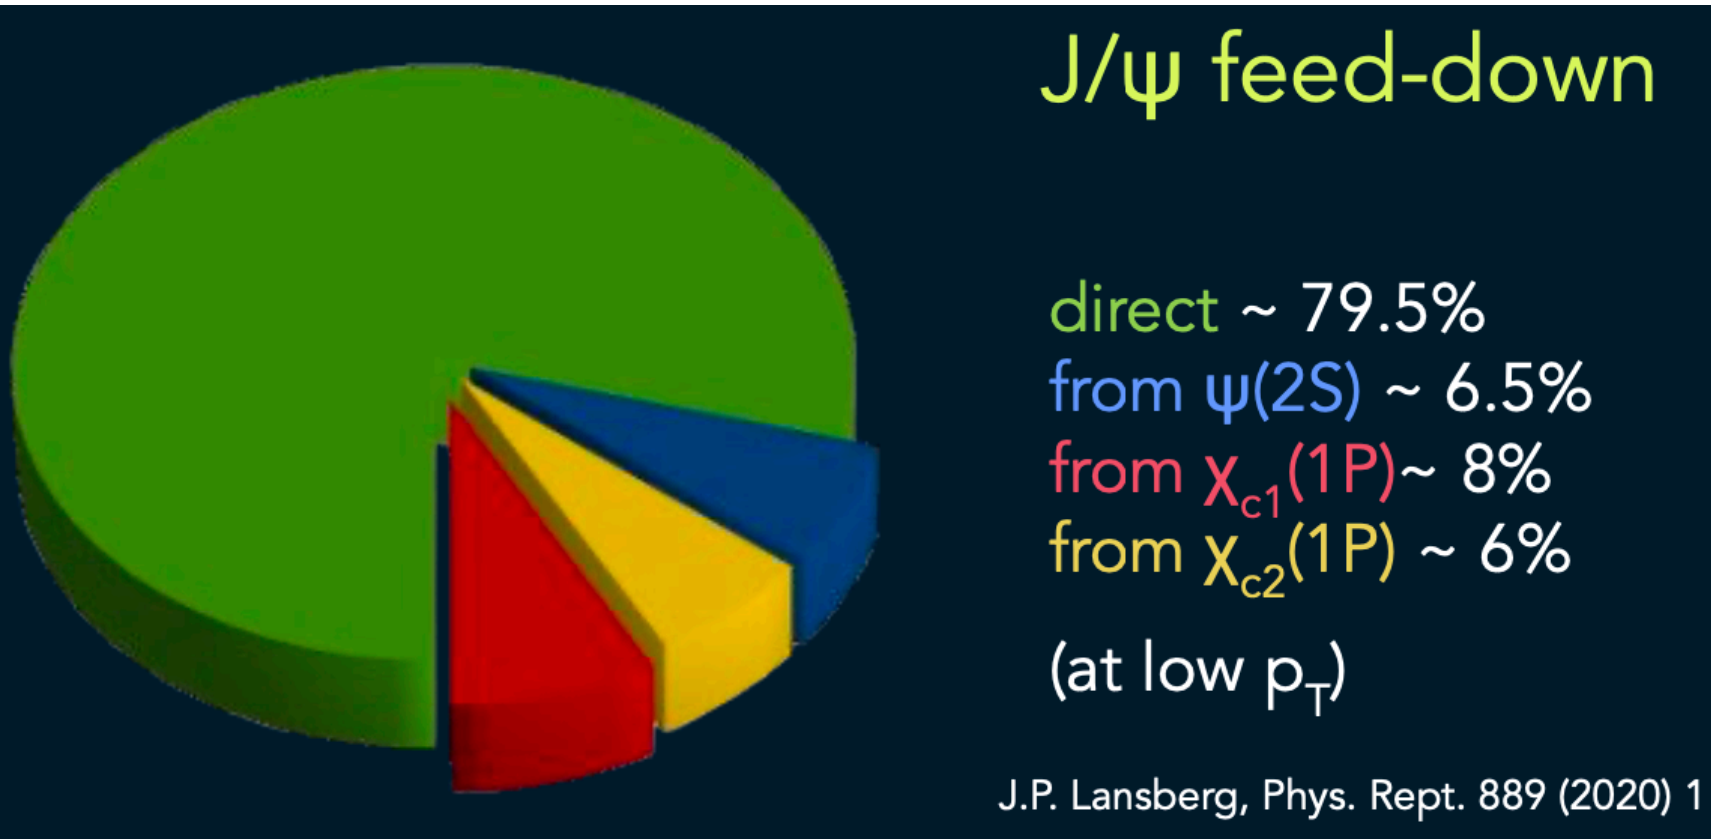 J/ψ feed-down
direct ~ 79.5%
from ψ(2S) ~ 6.5%
from χc1(1P)~ 8%
from χc2(1P) ~ 6%
(at low pT)
J.P. Lansberg, Phys. Rept. 889 (2020) 1